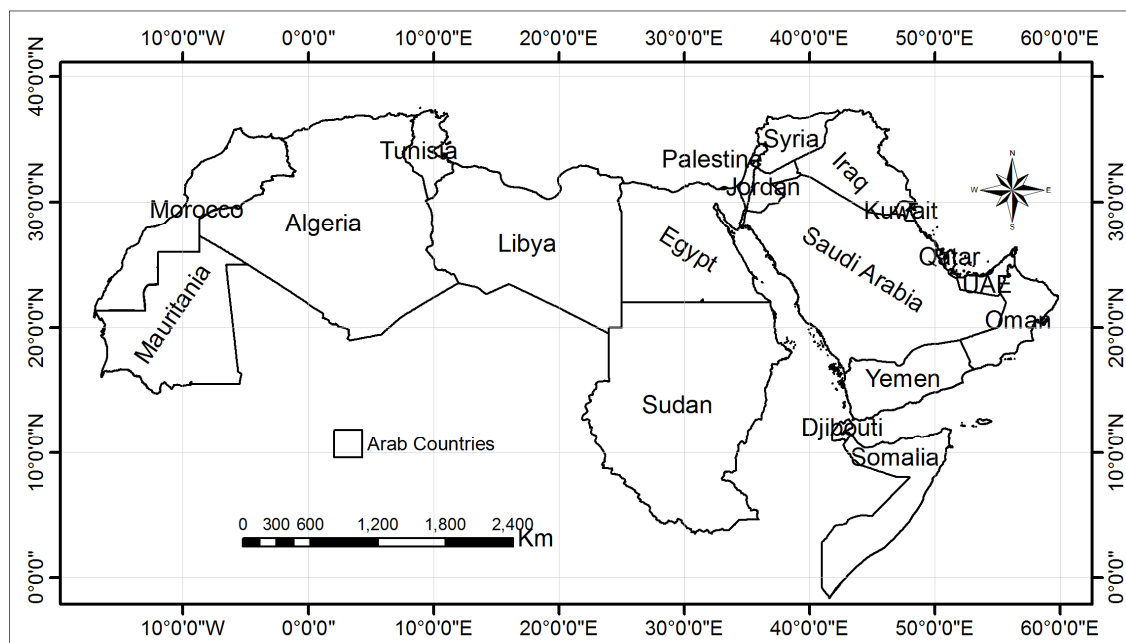 10°0'0"W 0°0'0" 10°0'0"E 20°0'0"E 30°0'0"E 40°0'0"E 50°0'0"E 60°0'0"E
40°0'0"N
30°0'0"N
20°0'0"N
10°0'0"N
0°0'0"
40°0'0"N
30°0'0"N
20°0'0"N
10°0'0"N
0°0'0"
N
W E
S
Tunisia
Syria
Palestine
Iraq
Jordan
Morocco
Kuwait
Algeria
Libya
Egypt
Saudi Arabia
Qatar
UAE
Mauritania
Oman
Yemen
Sudan
Djibouti
Somalia
Arab Countries
0 300 600 1,200 1,800 2,400
Km
10°0'0"W 0°0'0" 10°0'0"E 20°0'0"E 30°0'0"E 40°0'0"E 50°0'0"E 60°0'0"E